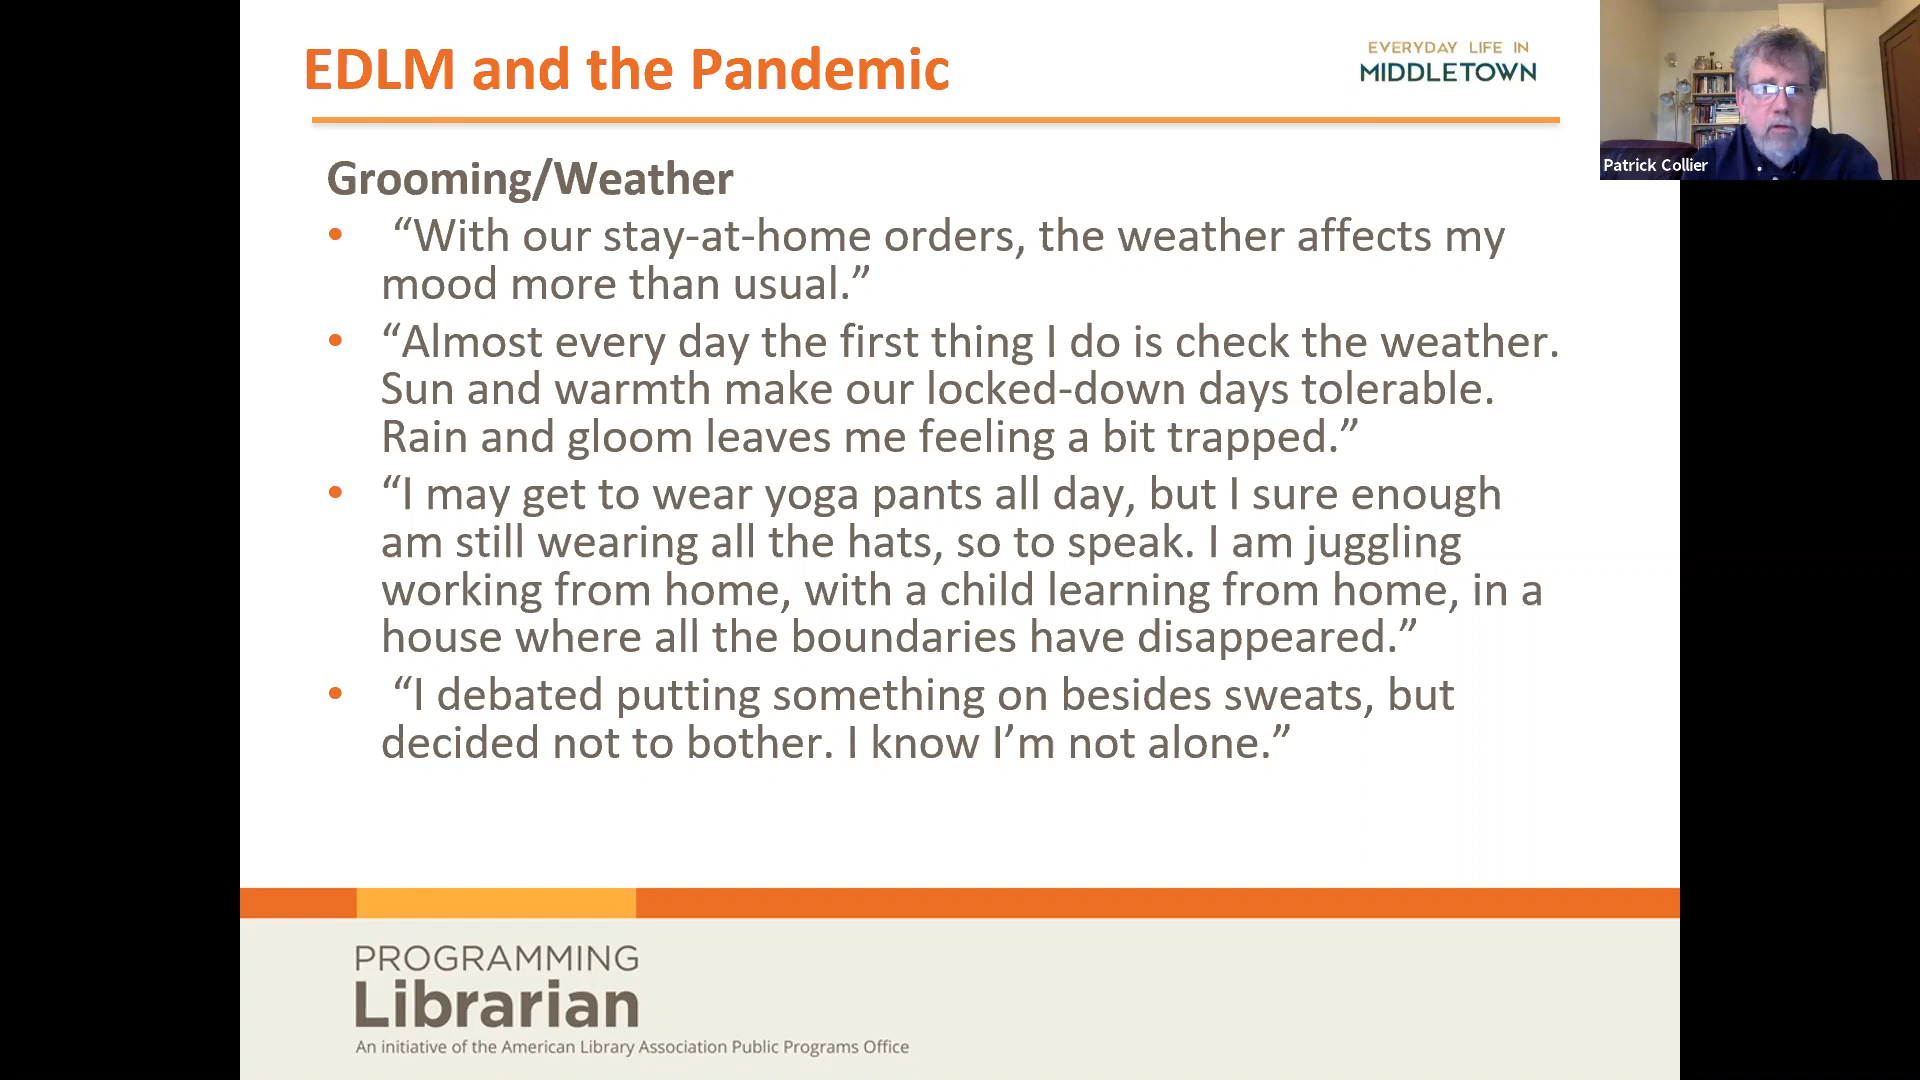 EDLM and the Pandemic
EVERYDAY LIFE IN
MIDDLETOWN
Patrick Collier
Grooming/Weather
• “With our stay-at-home orders, the weather affects my
mood more than usual.”
• “Almost every day the first thing I do is check the weather.
Sun and warmth make our locked-down days tolerable.
Rain and gloom leaves me feeling a bit trapped.”
• “I may get to wear yoga pants all day, but I sure enough
am still wearing all the hats, so to speak. I am juggling
working from home, with a child learning from home, in a
house where all the boundaries have disappeared.”
• “I debated putting something on besides sweats, but
decided not to bother. I know I’m not alone.”
PROGRAMMING
Librarian
An initiative of the American Library Association Public Programs Office